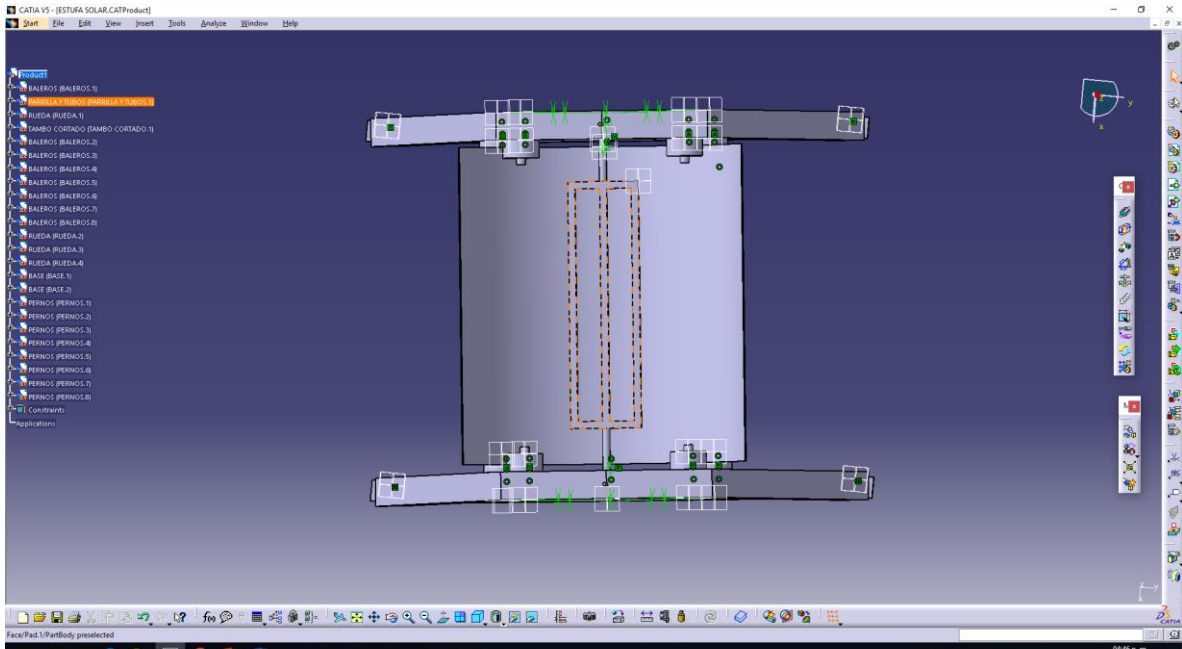 CATIA V5 - [ESTUFA SOLAR.CATProduct]
Start File Edit View Insert Tools Analyze Window Help
Product1
BALEROS (BALEROS.1)
PARRILLA Y TUBOS (PARRILLA Y TUBOS.1)
RUEDA (RUEDA.1)
TAMBO CORTADO (TAMBO CORTADO.1)
BALEROS (BALEROS.2)
BALEROS (BALEROS.3)
BALEROS (BALEROS.4)
BALEROS (BALEROS.5)
BALEROS (BALEROS.6)
BALEROS (BALEROS.7)
BALEROS (BALEROS.8)
RUEDA (RUEDA.2)
RUEDA (RUEDA.3)
RUEDA (RUEDA.4)
BASE (BASE.1)
BASE (BASE.2)
PERNOS (PERNOS.1)
PERNOS (PERNOS.2)
PERNOS (PERNOS.3)
PERNOS (PERNOS.4)
PERNOS (PERNOS.5)
PERNOS (PERNOS.6)
PERNOS (PERNOS.7)
PERNOS (PERNOS.8)
Constraints
Applications
y
x
z
CATIA
Face/Pad.1/PartBody preselected